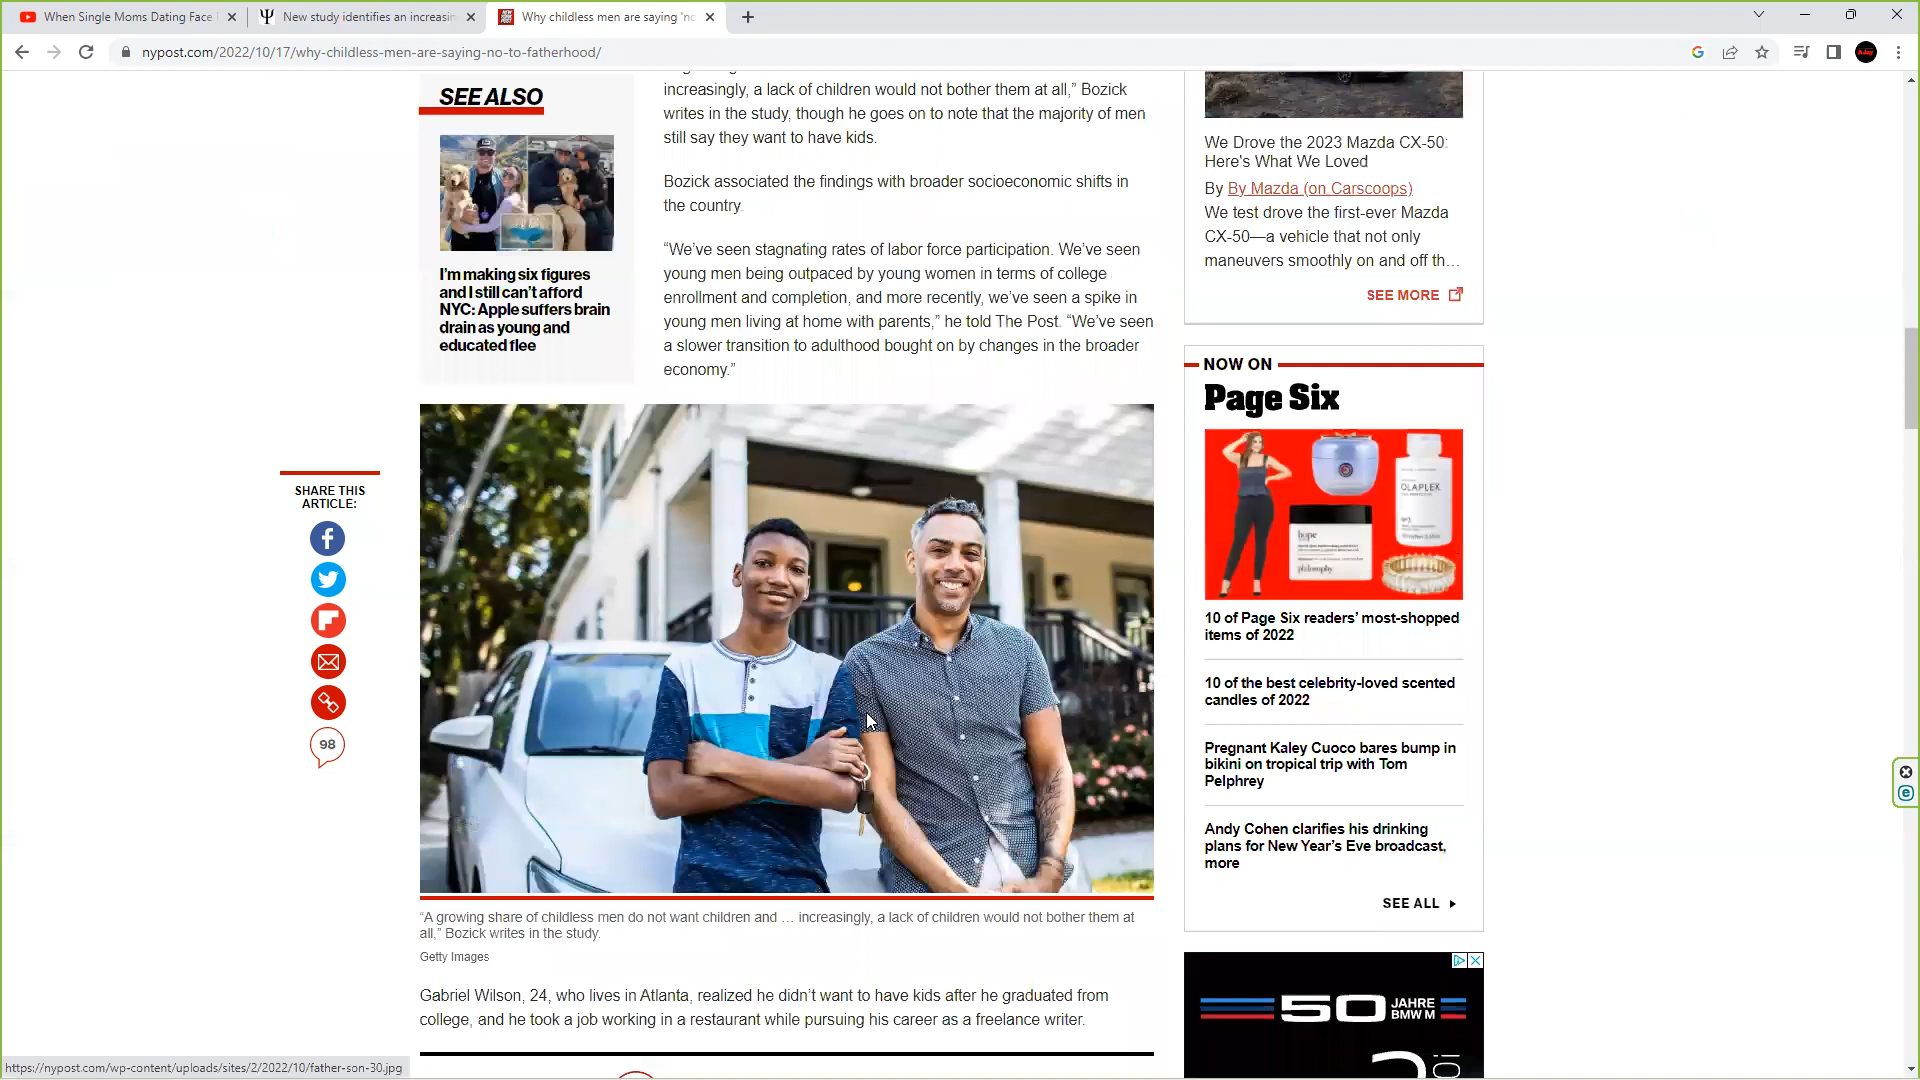 When Single Moms Dating Face
New study identifies an increasin
Why childless men are saying 'no
nypost.com/2022/10/17/why-childless-men-are-saying-no-to-fatherhood/
SEE ALSO
I'm making six figures
and I still can't afford
NYC: Apple suffers brain
drain as young and
educated flee
increasingly, a lack of children would not bother them at all,” Bozick
writes in the study, though he goes on to note that the majority of men
still say they want to have kids.
Bozick associated the findings with broader socioeconomic shifts in
the country.
“We've seen stagnating rates of labor force participation. We've seen
young men being outpaced by young women in terms of college
enrollment and completion, and more recently, we've seen a spike in
young men living at home with parents,” he told The Post. “We've seen
a slower transition to adulthood bought on by changes in the broader
economy.”
SHARE THIS
ARTICLE:
98
“A growing share of childless men do not want children and … increasingly, a lack of children would not bother them at
all,” Bozick writes in the study.
Getty Images
Gabriel Wilson, 24, who lives in Atlanta, realized he didn't want to have kids after he graduated from
college, and he took a job working in a restaurant while pursuing his career as a freelance writer.
We Drove the 2023 Mazda CX-50:
Here's What We Loved
By By Mazda (on Carscoops)
We test drove the first-ever Mazda
CX-50—a vehicle that not only
maneuvers smoothly on and off th…
SEE MORE
NOW ON
Page Six
OLAPLEX
hope
philosophy
10 of Page Six readers' most-shopped
items of 2022
10 of the best celebrity-loved scented
candles of 2022
Pregnant Kaley Cuoco bares bump in
bikini on tropical trip with Tom
Pelphrey
Andy Cohen clarifies his drinking
plans for New Year's Eve broadcast,
more
SEE ALL
50 JAHRE
BMW M
https://nypost.com/wp-content/uploads/sites/2/2022/10/father-son-30.jpg